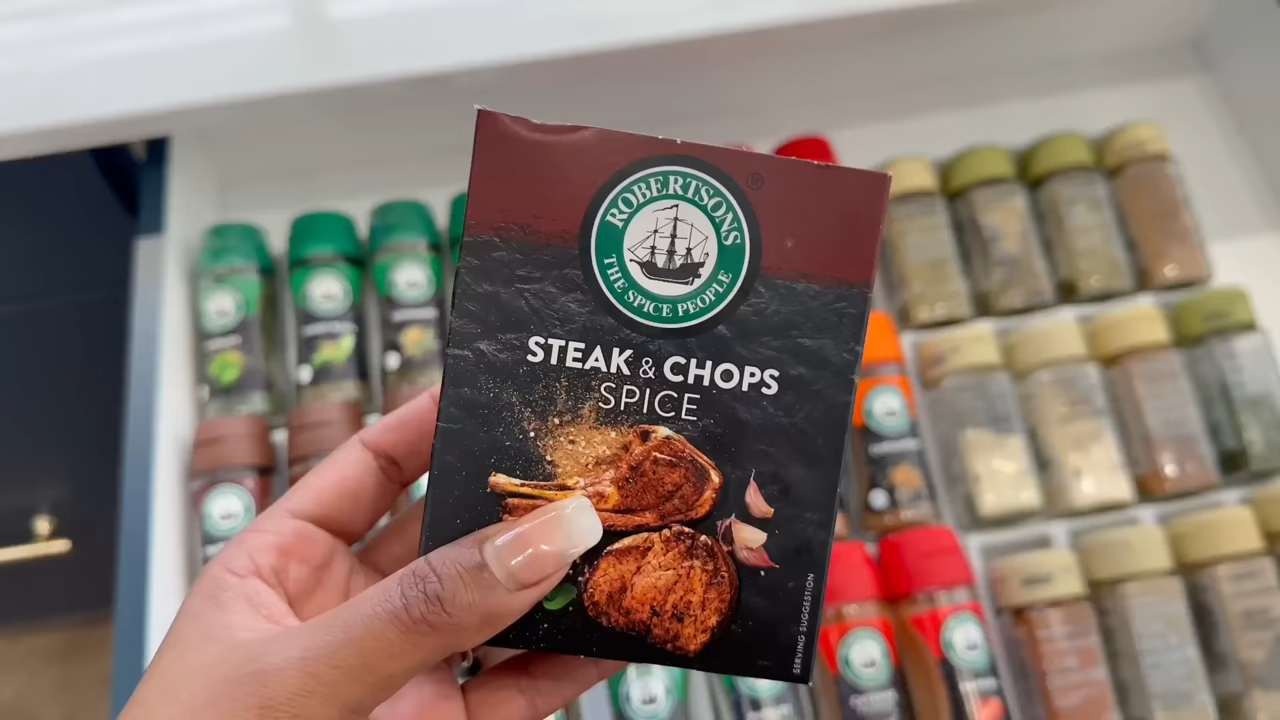 ROBERTSONS
®
THE SPICE PEOPLE
STEAK & CHOPS
SPICE
SERVING SUGGESTION